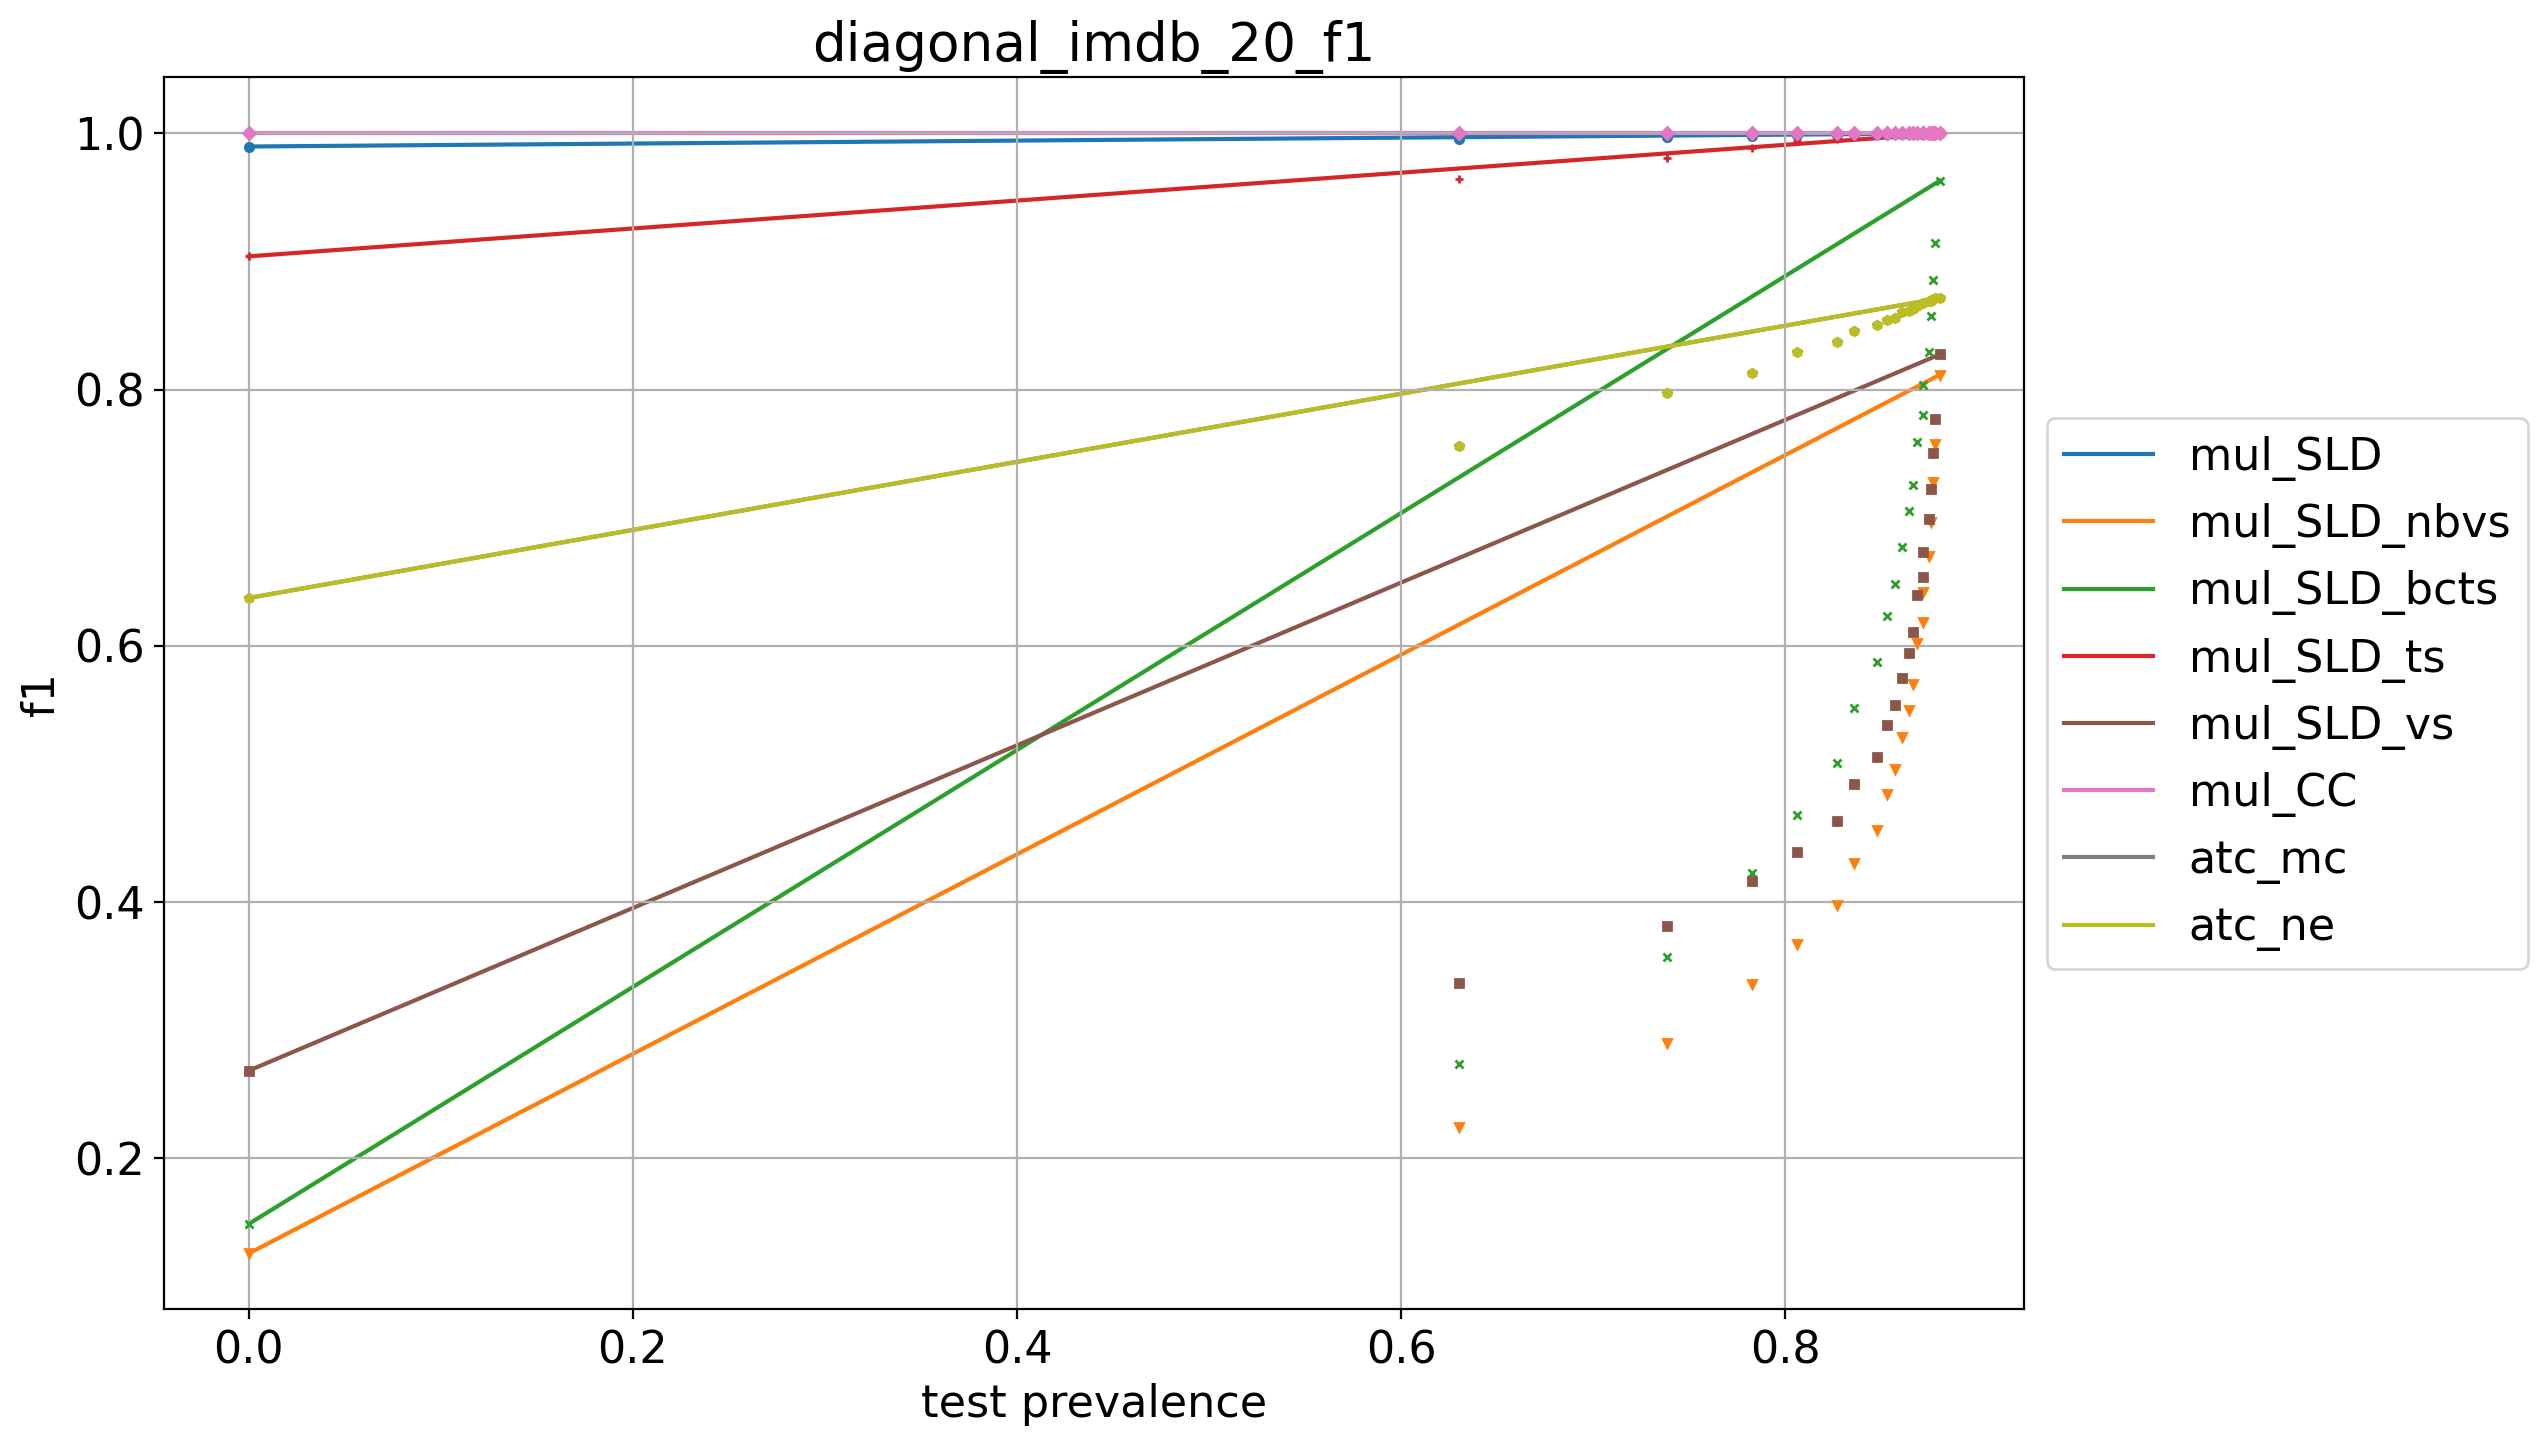 diagonal_imdb_20_f1
1.0
0.8
0.6
0.4
0.2
f1
0.0
0.2
0.4
0.6
0.8
test prevalence
mul_SLD
mul_SLD_nbvs
mul_SLD_bcts
mul_SLD_ts
mul_SLD_vs
mul_CC
atc_mc
atc_ne